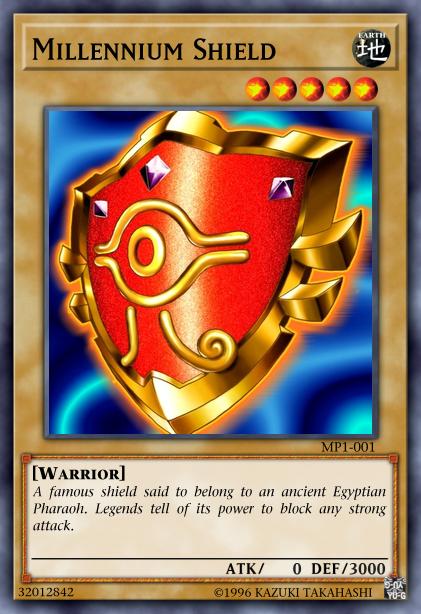 MILLENNIUM SHIELD
EARTH
地
MP1-001
[WARRIOR]
A famous shield said to belong to an ancient Egyptian
Pharaoh. Legends tell of its power to block any strong
attack.
ATK/ 0 DEF/3000
32012842
©1996 KAZUKI TAKAHASHI